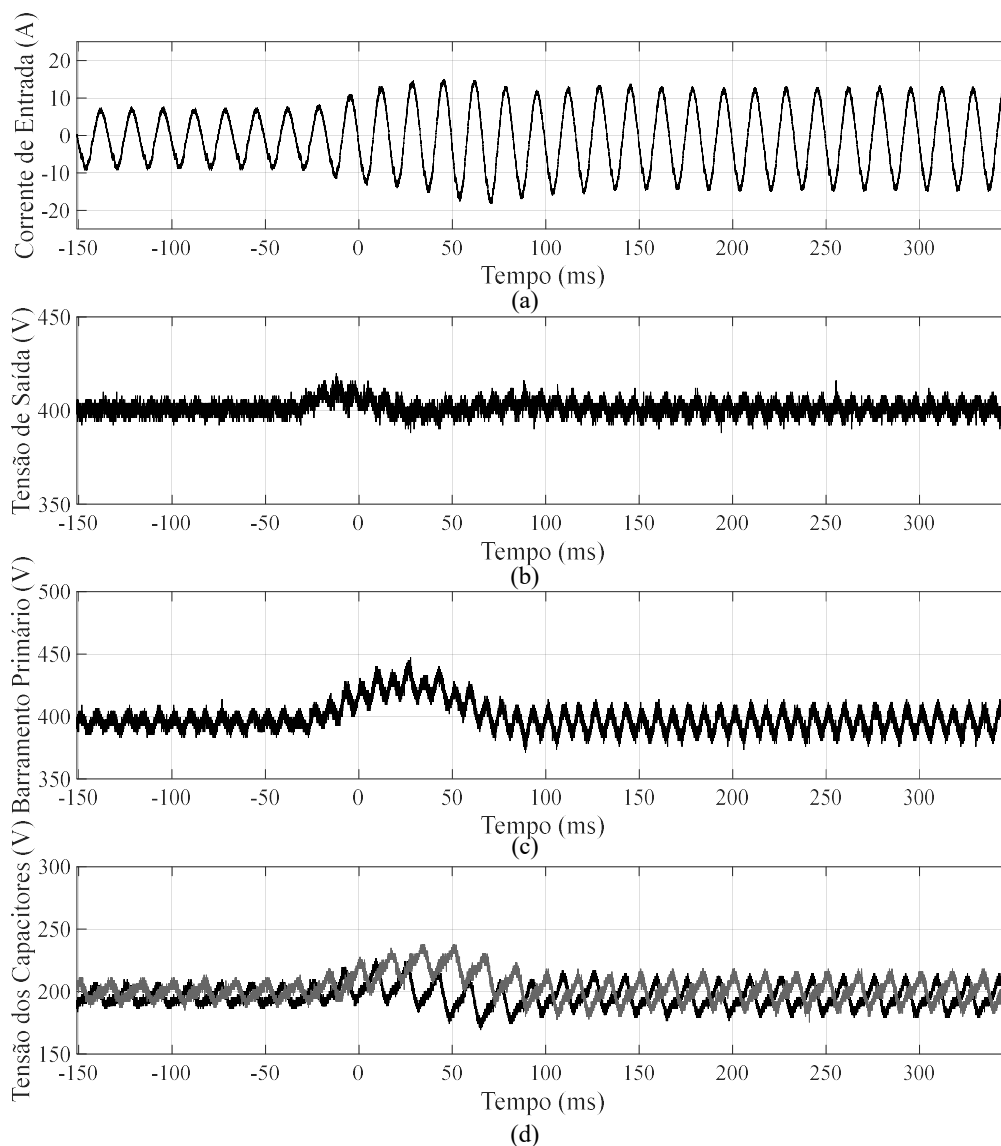 Corrente de Entrada (A)
20
10
0
-10
-20
-150 -100 -50 0 50 100 150 200 250 300
Tempo (ms)
(a)
Tensão de Saída (V)
450
400
350
-150 -100 -50 0 50 100 150 200 250 300
Tempo (ms)
(b)
Barramento Primário (V)
500
450
400
350
-150 -100 -50 0 50 100 150 200 250 300
Tempo (ms)
(c)
Tensão dos Capacitores (V)
300
250
200
150
-150 -100 -50 0 50 100 150 200 250 300
Tempo (ms)
(d)